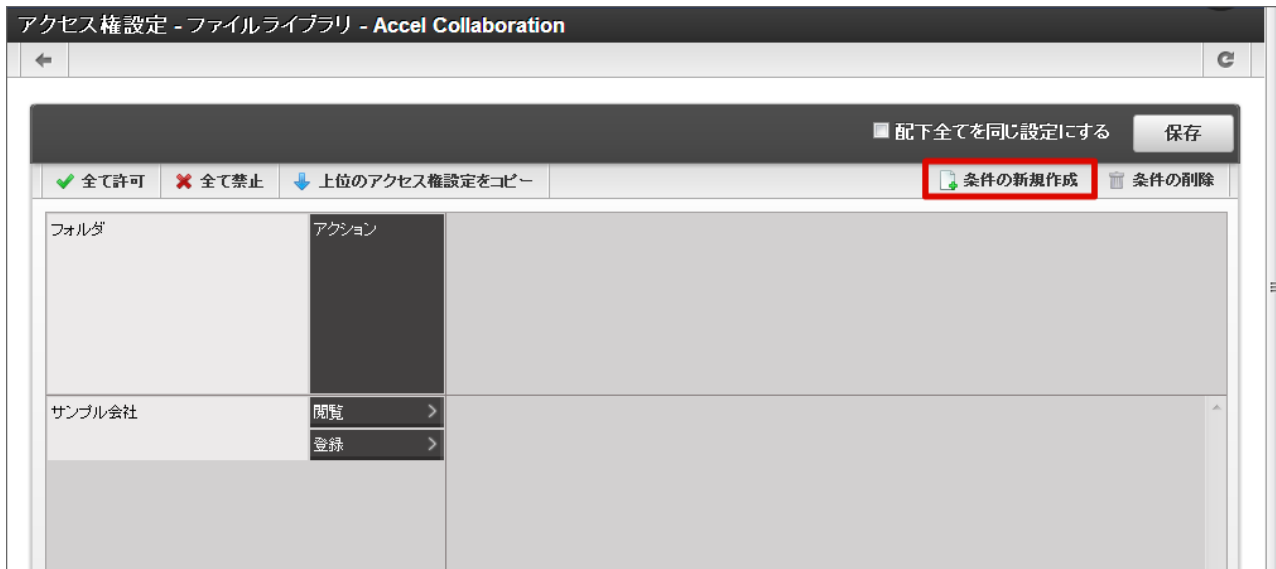 アクセス権設定 - ファイルライブラリ - Accel Collaboration
配下全てを同じ設定にする 保存
全て許可 全て禁止 上位のアクセス権設定をコピー 条件の新規作成 条件の削除
フォルダ アクション
サンプル会社 閲覧
登録